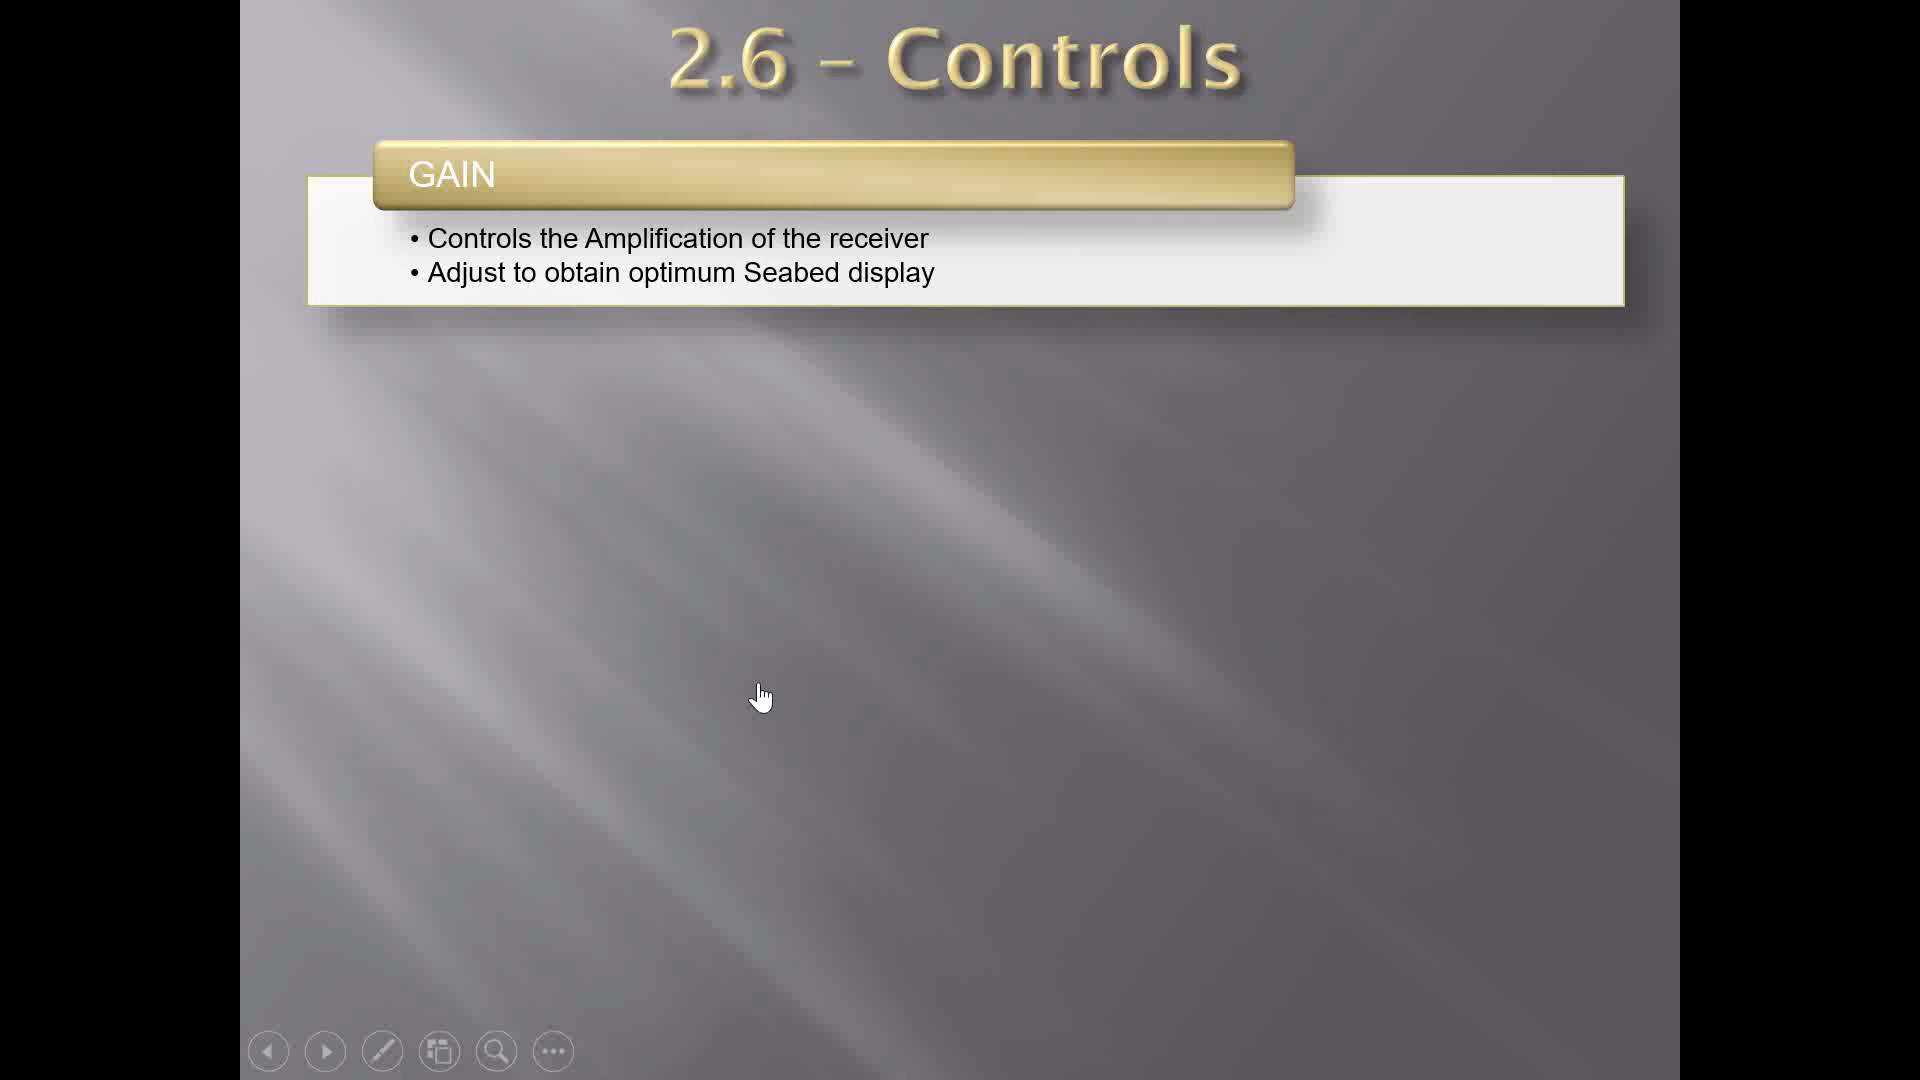 2.6 – Controls
GAIN
• Controls the Amplification of the receiver
• Adjust to obtain optimum Seabed display